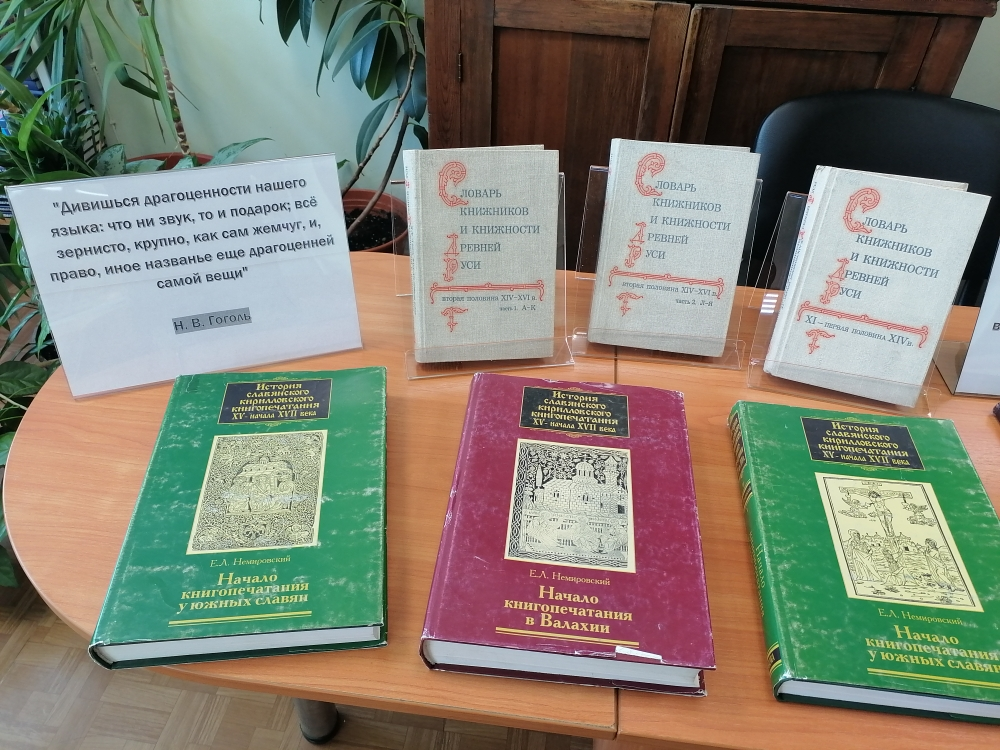 "Дивишься драгоценности нашего
языка: что ни звук, то и подарок; всё
зернисто, крупно, как сам жемчуг, и,
право, иное названье еще драгоценней
самой вещи"
Н. В. Гоголь
Словарь
книжников
и книжности
Древней
Руси
вторая половина XIV–XVI в.
часть 1. А–К
Словарь
книжников
и книжности
Древней
Руси
вторая половина XIV–XVI в.
часть 2. Л–Я
Словарь
книжников
и книжности
Древней
Руси
XI – первая половина XIV в.
История
славянского
кирилловского
книгопечатания
XV- начала XVII века
Е.Л. Немировский
Начало
книгопечатания
у южных славян
История
славянского
кирилловского
книгопечатания
XV- начала XVII века
Е.Л. Немировский
Начало
книгопечатания
в Валахии
История
славянского
кирилловского
книгопечатания
XV- начала XVII века
Е.Л. Немировский
Начало
книгопечатания
у южных славян